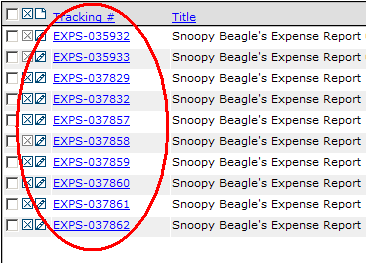 Tracking # Title
EXPS-035932 Snoopy Beagle's Expense Report
EXPS-035933 Snoopy Beagle's Expense Report
EXPS-037829 Snoopy Beagle's Expense Report
EXPS-037832 Snoopy Beagle's Expense Report
EXPS-037857 Snoopy Beagle's Expense Report
EXPS-037858 Snoopy Beagle's Expense Report
EXPS-037859 Snoopy Beagle's Expense Report
EXPS-037860 Snoopy Beagle's Expense Report
EXPS-037861 Snoopy Beagle's Expense Report
EXPS-037862 Snoopy Beagle's Expense Report